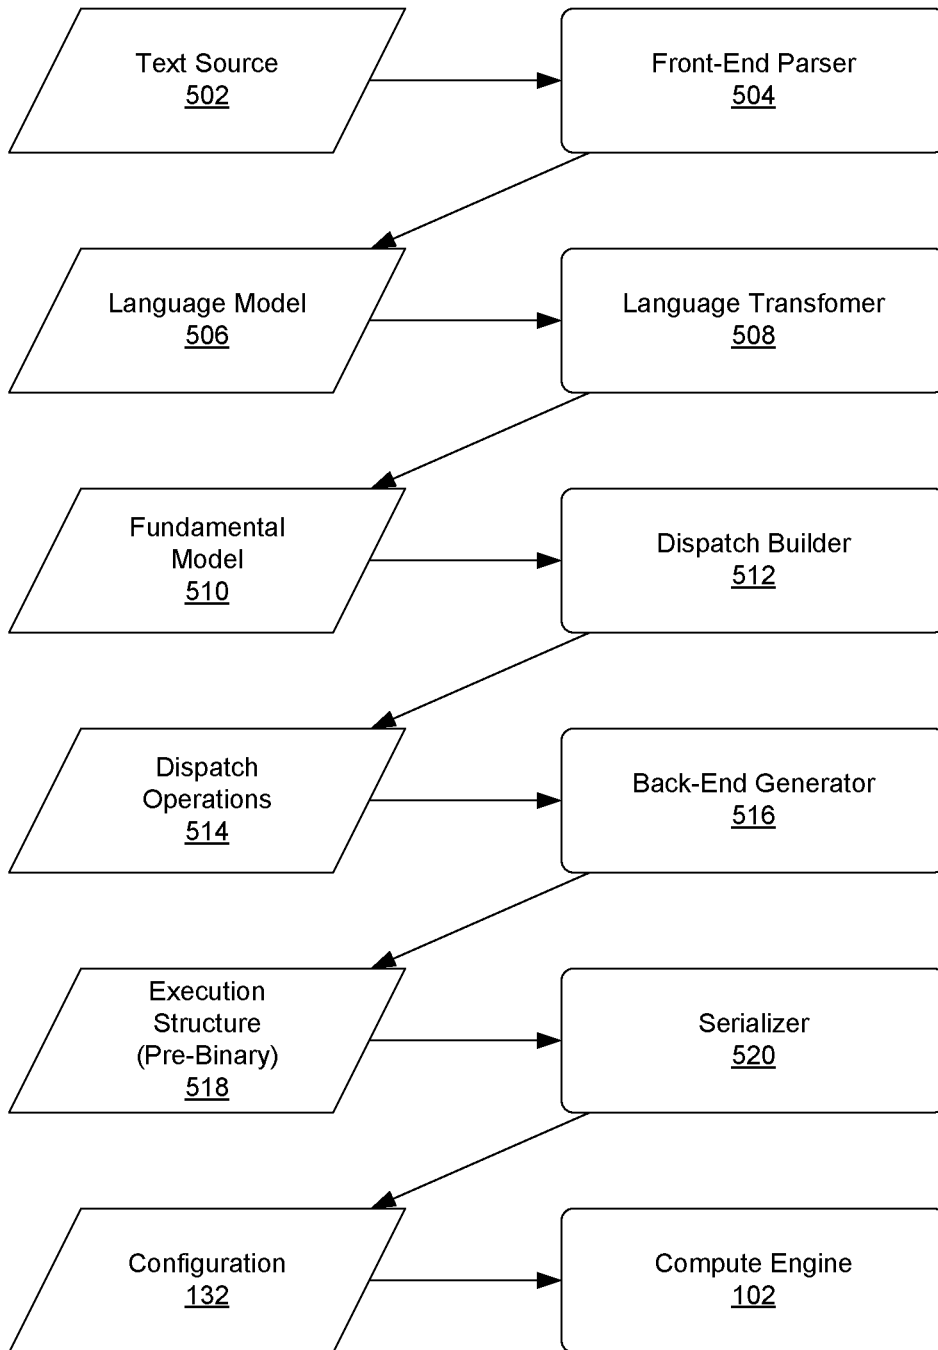 Text Source
502
Front-End Parser
504
Language Model
506
Language Transfomer
508
Fundamental
Model
510
Dispatch Builder
512
Dispatch
Operations
514
Back-End Generator
516
Execution
Structure
(Pre-Binary)
518
Serializer
520
Configuration
132
Compute Engine
102